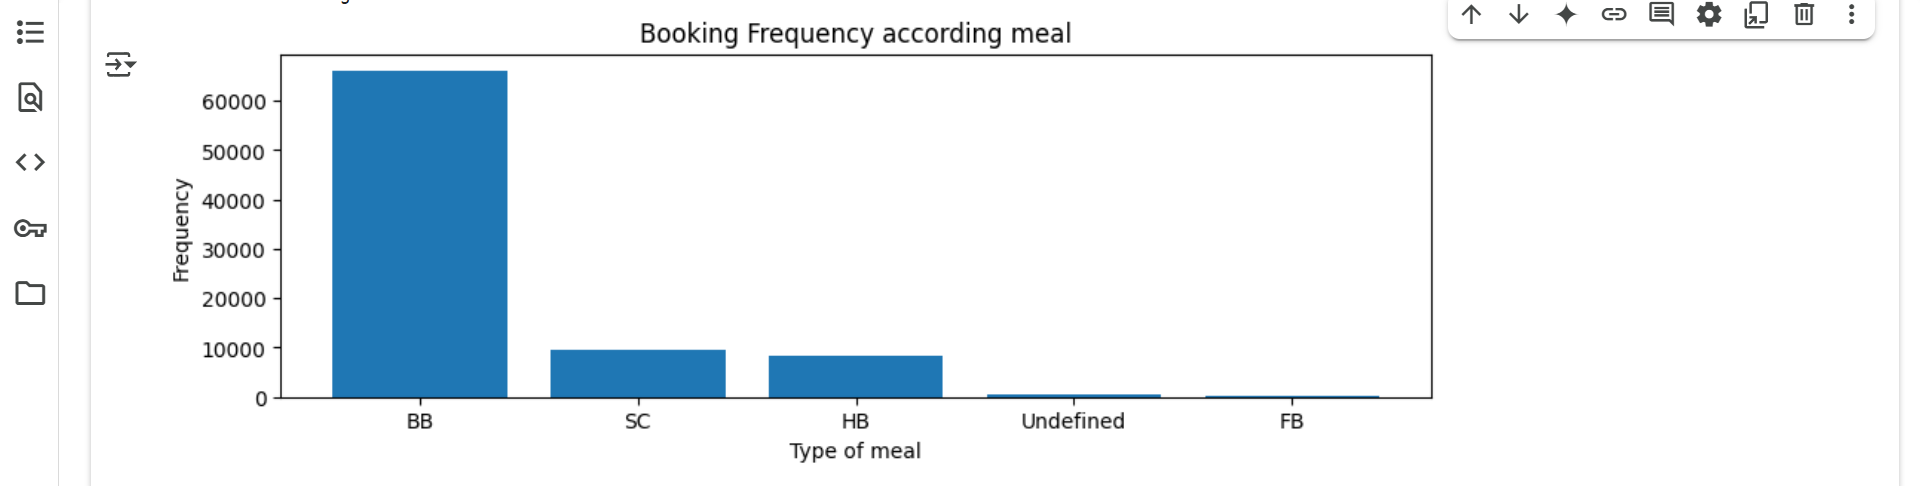 Booking Frequency according meal
60000
50000
40000
30000
20000
10000
0
Frequency
BB SC HB Undefined FB
Type of meal